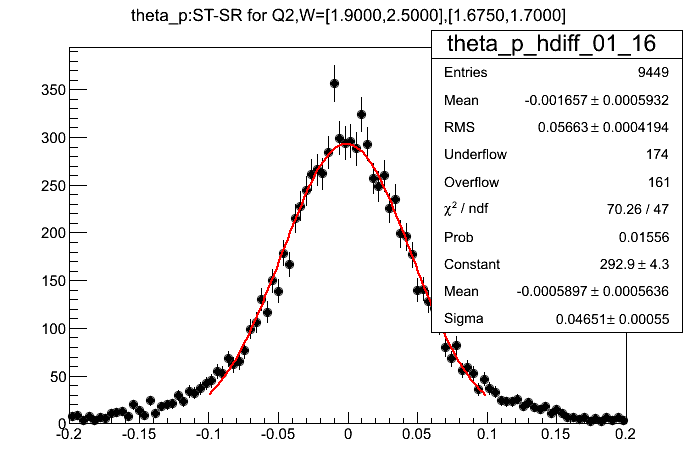 theta_p:ST-SR for Q2,W=[1.9000,2.5000],[1.6750,1.7000]
theta_p_hdiff_01_16
Entries 9449
Mean -0.001657 ± 0.0005932
RMS 0.05663 ± 0.0004194
Underflow 174
Overflow 161
χ² / ndf 70.26 / 47
Prob 0.01556
Constant 292.9 ± 4.3
Mean -0.0005897 ± 0.0005636
Sigma 0.04651 ± 0.00055
350
300
250
200
150
100
50
0
-0.2 -0.15 -0.1 -0.05 0 0.05 0.1 0.15 0.2